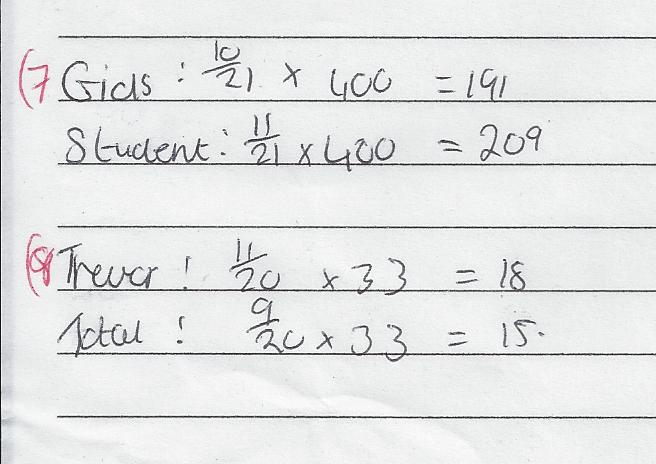 (7 Girls : 10/21 × 400 = 191
Student : 11/21 × 400 = 209
(8 Trevor : 11/20 × 33 = 18
Total : 9/20 × 33 = 15.